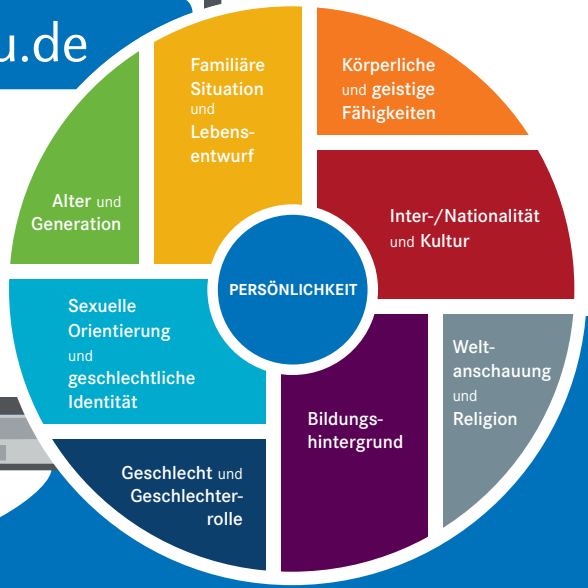 u.de
Familiäre
Situation
und
Lebens-
entwurf
Körperliche
und geistige
Fähigkeiten
Alter und
Generation
Inter-/Nationalität
und Kultur
PERSÖNLICHKEIT
Sexuelle
Orientierung
und
geschlechtliche
Identität
Welt-
anschauung
und
Religion
Bildungs-
hintergrund
Geschlecht und
Geschlechter-
rolle